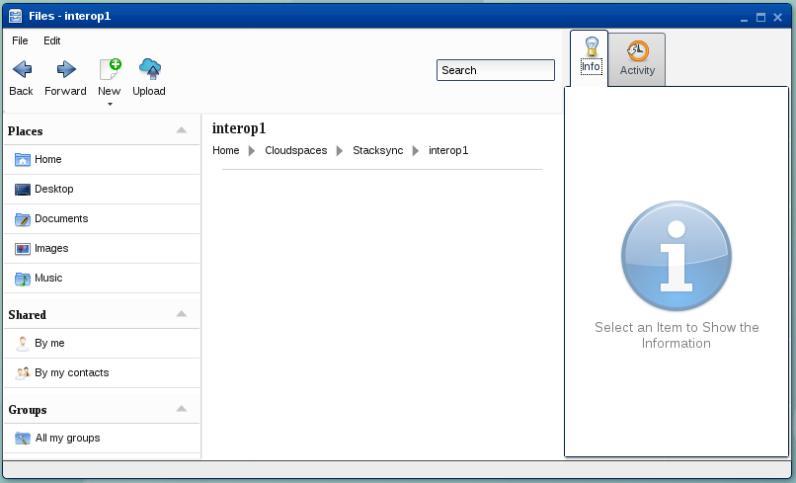 Files - interop1
File Edit
Back Forward New Upload
Search
Info
Activity
Places
Home
Desktop
Documents
Images
Music
Shared
By me
By my contacts
Groups
All my groups
interop1
Home Cloudspaces Stacksync interop1
Select an Item to Show the
Information